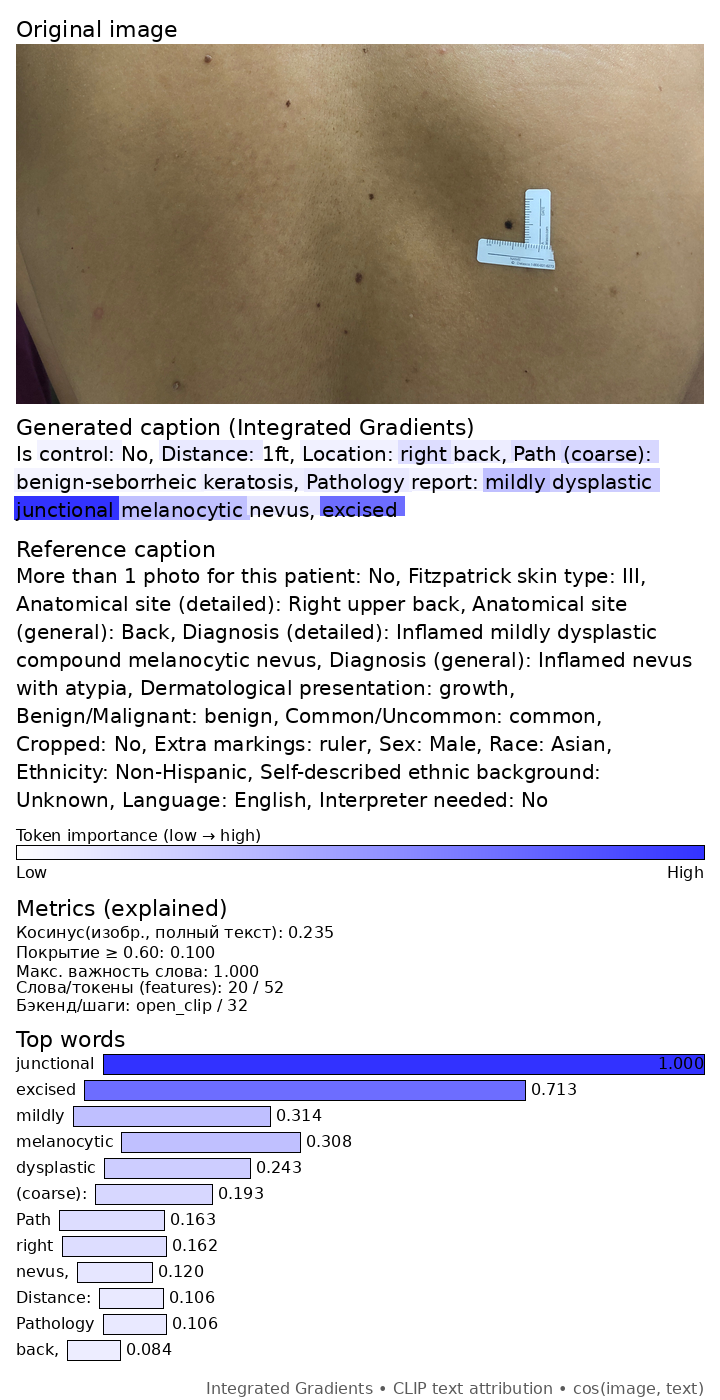 Original image
Generated caption (Integrated Gradients)
Is control: No, Distance: 1ft, Location: right back, Path (coarse):
benign-seborrheic keratosis, Pathology report: mildly dysplastic
junctional melanocytic nevus, excised
Reference caption
More than 1 photo for this patient: No, Fitzpatrick skin type: III,
Anatomical site (detailed): Right upper back, Anatomical site
(general): Back, Diagnosis (detailed): Inflamed mildly dysplastic
compound melanocytic nevus, Diagnosis (general): Inflamed nevus
with atypia, Dermatological presentation: growth,
Benign/Malignant: benign, Common/Uncommon: common,
Cropped: No, Extra markings: ruler, Sex: Male, Race: Asian,
Ethnicity: Non-Hispanic, Self-described ethnic background:
Unknown, Language: English, Interpreter needed: No
Token importance (low → high)
Low High
Metrics (explained)
Косинус(изобр., полный текст): 0.235
Покрытие ≥ 0.60: 0.100
Макс. важность слова: 1.000
Слова/токены (features): 20 / 52
Бэкенд/шаги: open_clip / 32
Top words
junctional 1.000
excised 0.713
mildly 0.314
melanocytic 0.308
dysplastic 0.243
(coarse): 0.193
Path 0.163
right 0.162
nevus, 0.120
Distance: 0.106
Pathology 0.106
back, 0.084
Integrated Gradients • CLIP text attribution • cos(image, text)